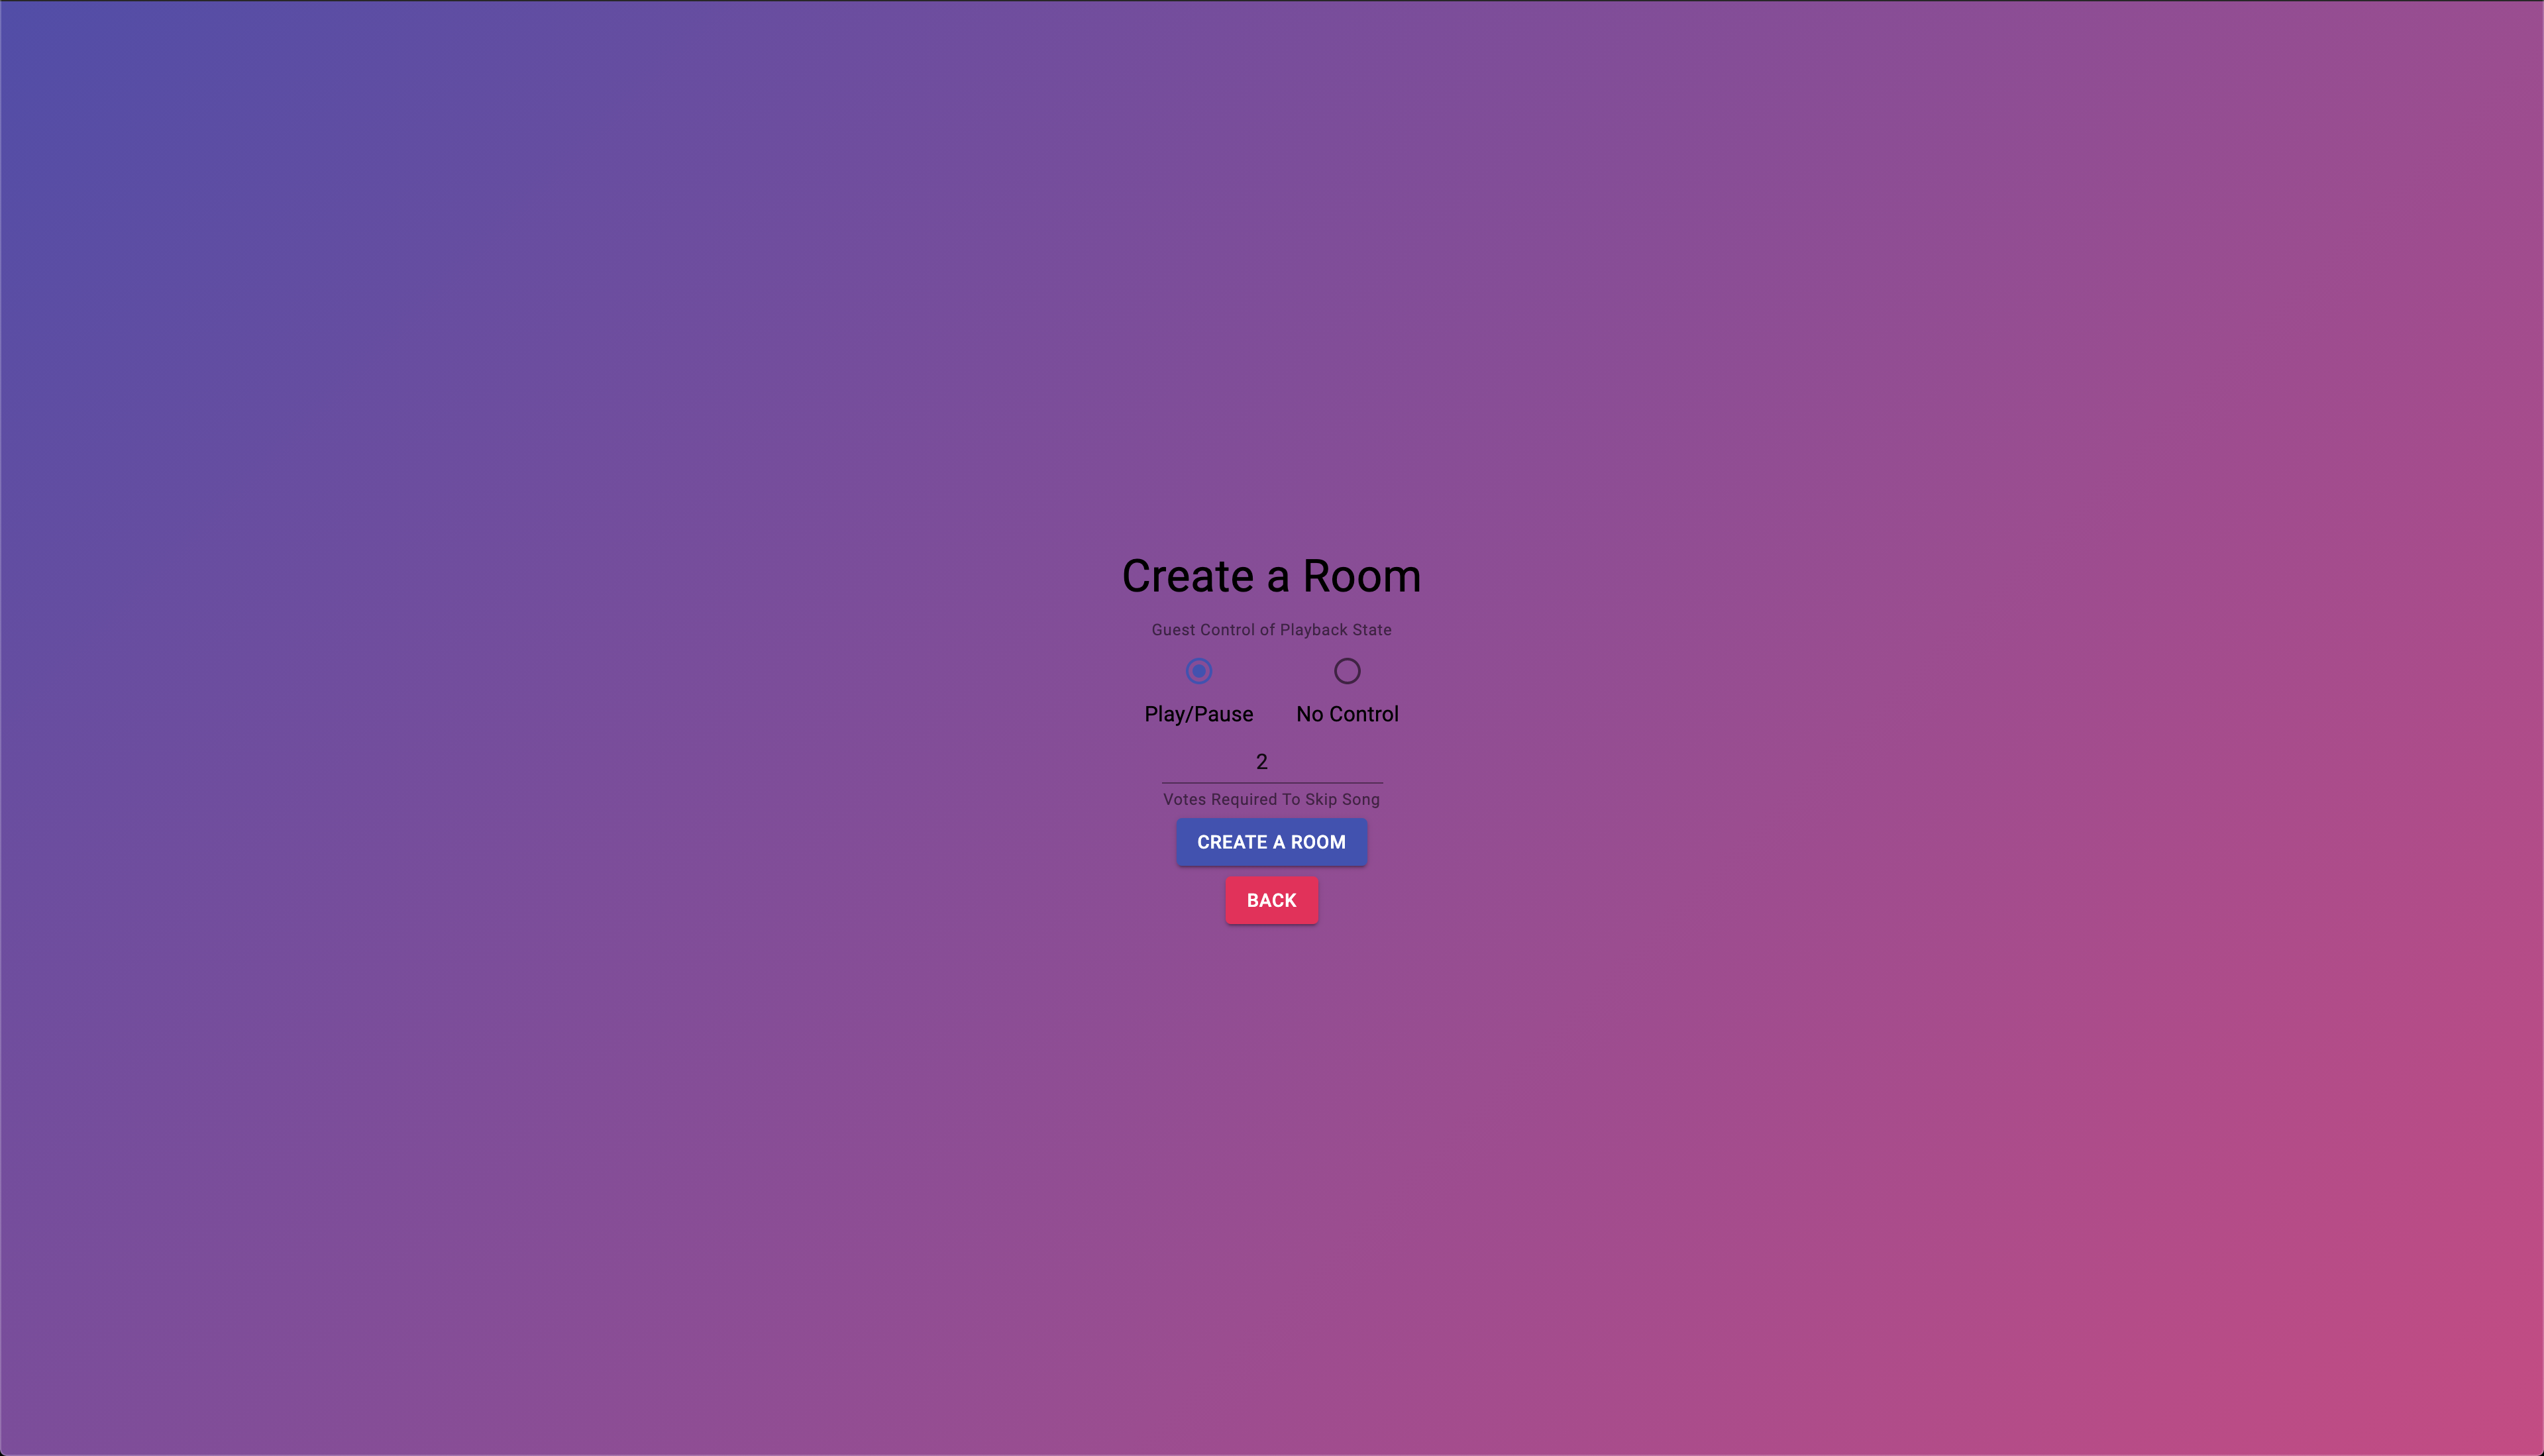 Create a Room
Guest Control of Playback State
Play/Pause No Control
2
Votes Required To Skip Song
CREATE A ROOM
BACK